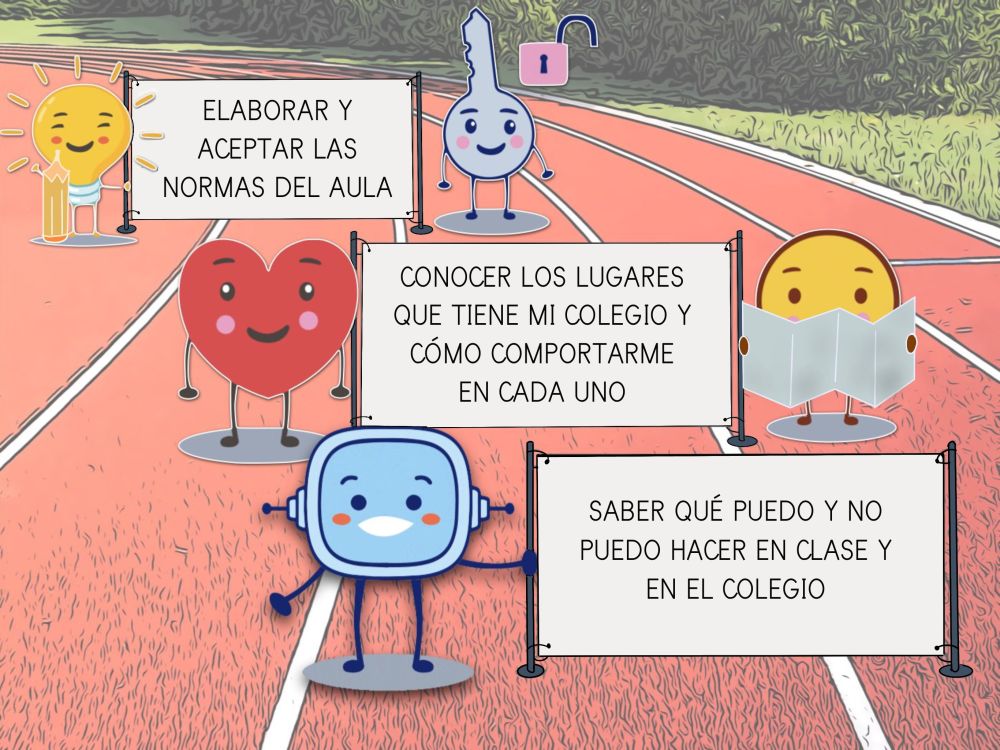 ELABORAR Y
ACEPTAR LAS
NORMAS DEL AULA
CONOCER LOS LUGARES
QUE TIENE MI COLEGIO Y
CÓMO COMPORTARME
EN CADA UNO
SABER QUÉ PUEDO Y NO
PUEDO HACER EN CLASE Y
EN EL COLEGIO